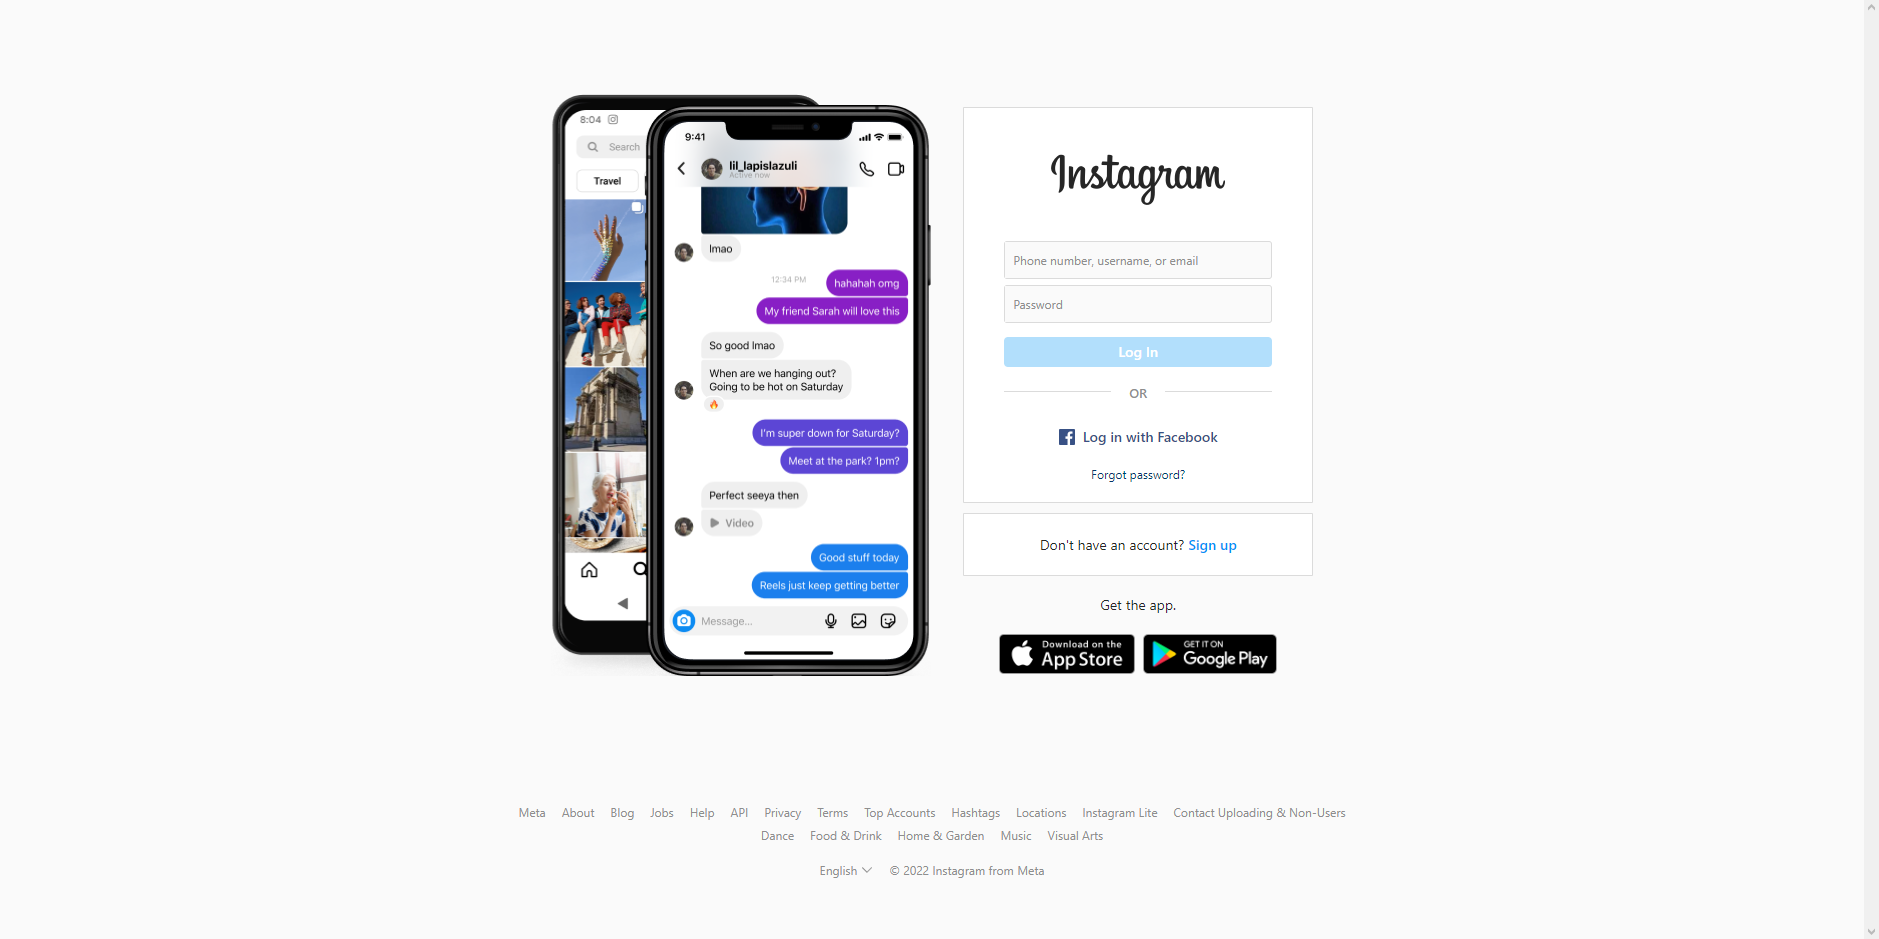 8:04
Search
Travel
9:41
lil_lapislazuli
Active now
lmao
12:34 PM
hahahah omg
My friend Sarah will love this
So good lmao
When are we hanging out?
Going to be hot on Saturday
I'm super down for Saturday?
Meet at the park? 1pm?
Perfect seeya then
Video
Good stuff today
Reels just keep getting better
Message...
Instagram
Phone number, username, or email
Password
Log In
OR
Log in with Facebook
Forgot password?
Don't have an account? Sign up
Get the app.
Download on the
App Store
GET IT ON
Google Play
Meta About Blog Jobs Help API Privacy Terms Top Accounts Hashtags Locations Instagram Lite Contact Uploading & Non-Users
Dance Food & Drink Home & Garden Music Visual Arts
English © 2022 Instagram from Meta